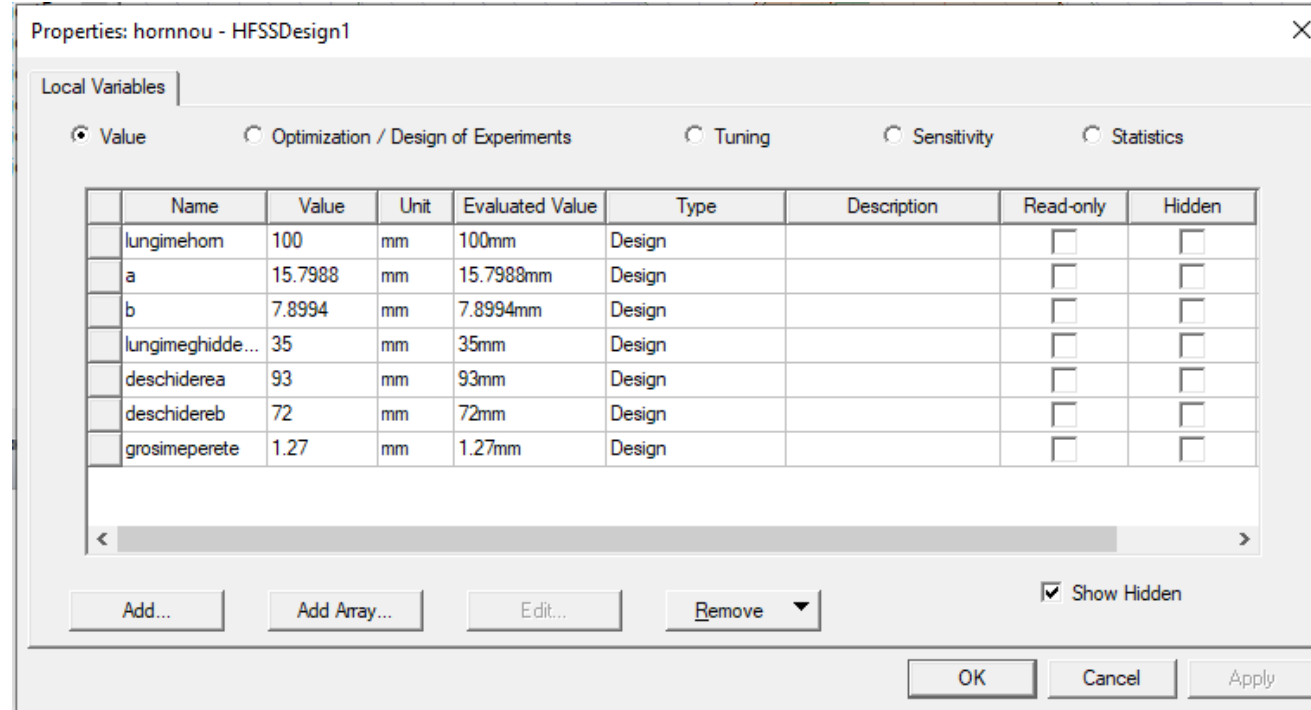 Properties: hornnou - HFSSDesign1
Local Variables
Value Optimization / Design of Experiments Tuning Sensitivity Statistics
Name Value Unit Evaluated Value Type Description Read-only Hidden
lungimehorn 100 mm 100mm Design
a 15.7988 mm 15.7988mm Design
b 7.8994 mm 7.8994mm Design
lungimeghidde... 35 mm 35mm Design
deschiderea 93 mm 93mm Design
deschidereb 72 mm 72mm Design
grosimeperete 1.27 mm 1.27mm Design
Show Hidden
Add... Add Array... Edit... Remove
OK Cancel Apply